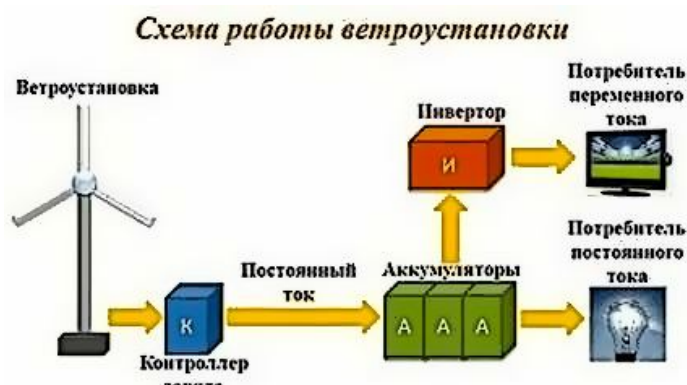 Схема работы ветроустановки
Ветроустановка
Потребитель
переменного
тока
Инвертор
И
Потребитель
постоянного
тока
Постоянный
ток
Аккумуляторы
К
А А А
Контроллер